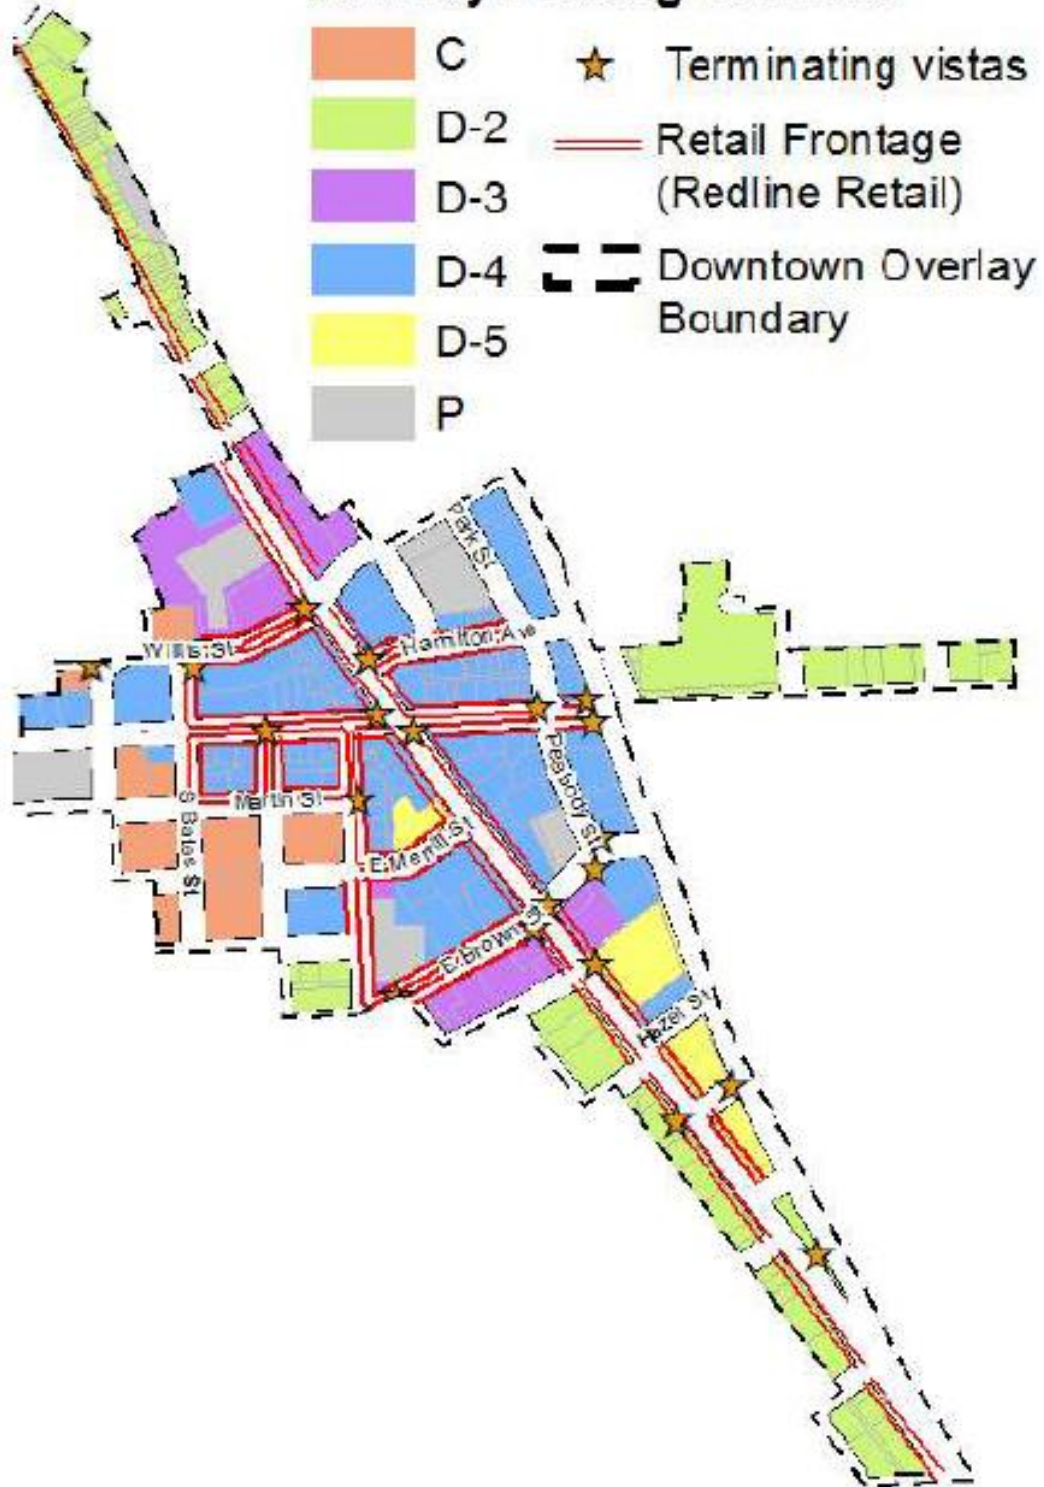 C
D-2
D-3
D-4
D-5
P
Terminating vistas
Retail Frontage
(Redline Retail)
Downtown Overlay
Boundary
Park St
Hamilton Ave
Willis St
Peabody St
Martin St
S Bates St
E Merrill St
E Brown St
Hazel St